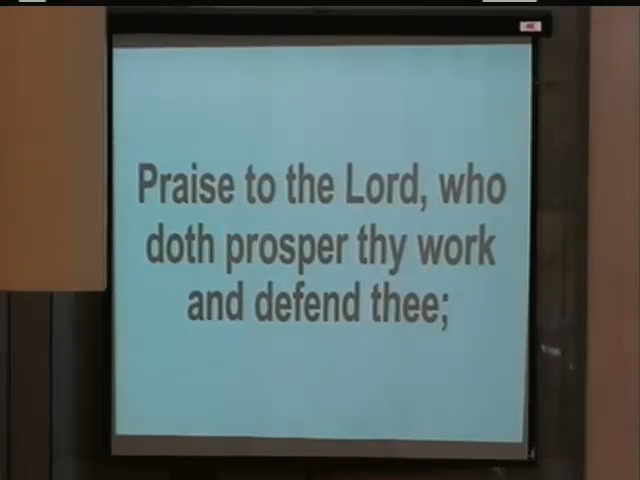 Praise to the Lord, who
doth prosper thy work
and defend thee;